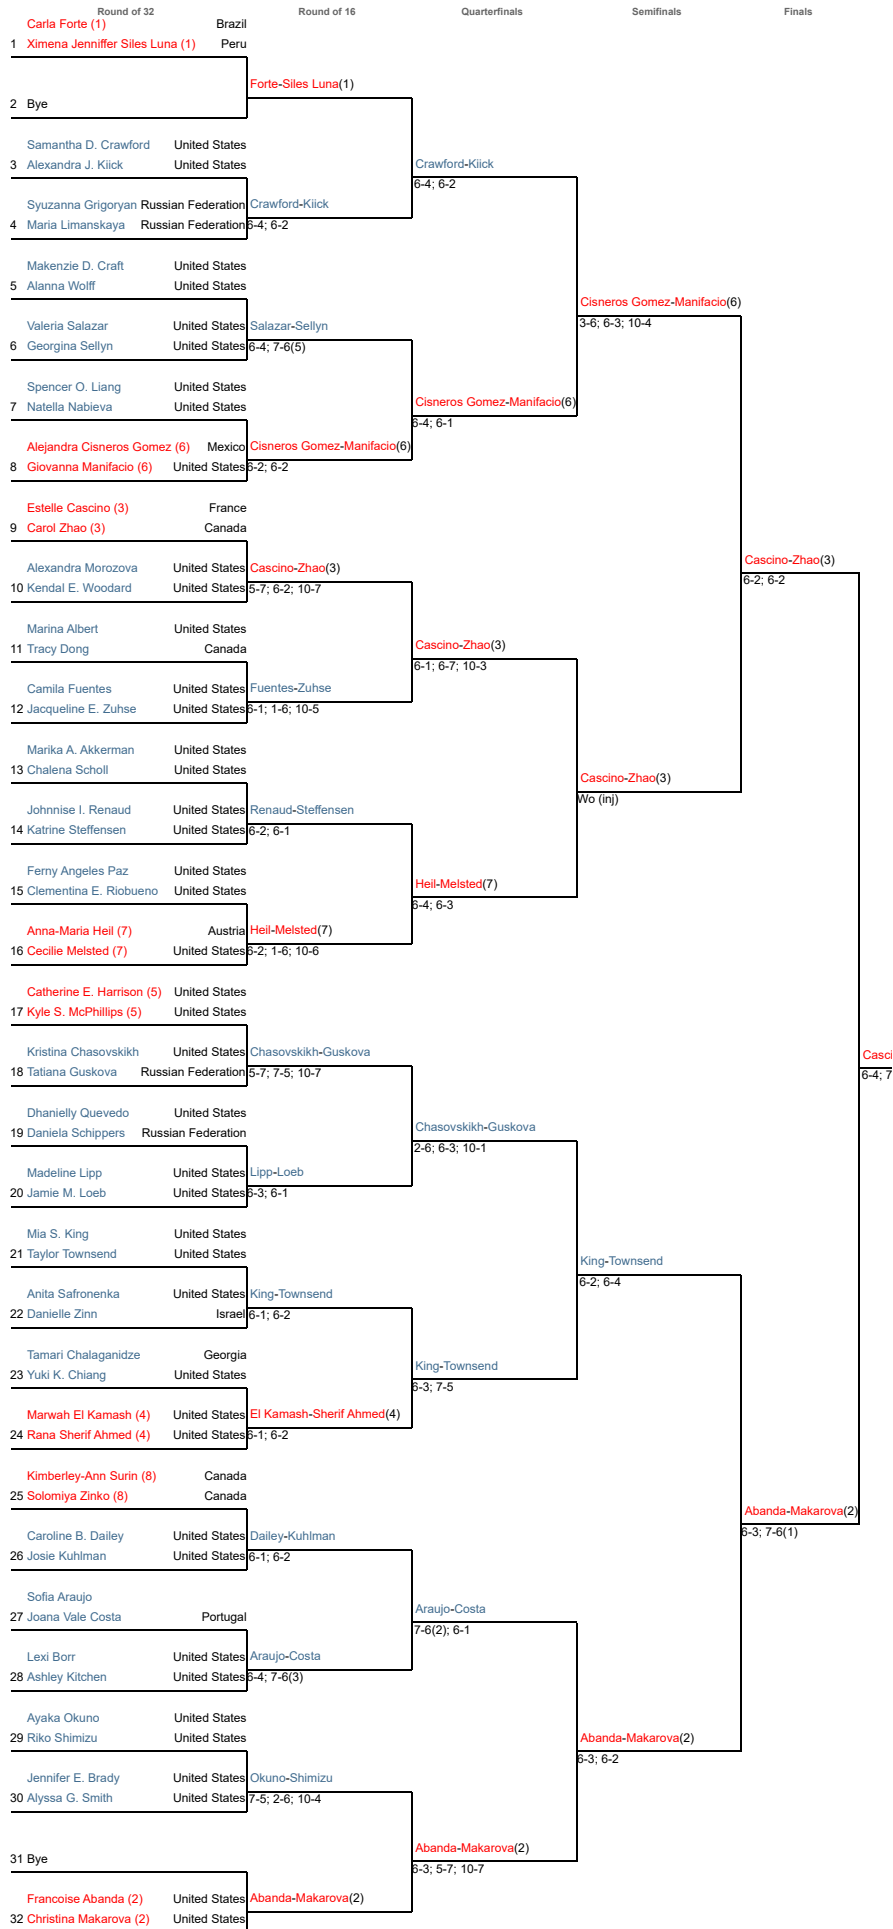 Round of 32 Round of 16 Quarterfinals Semifinals Finals
Carla Forte (1) Brazil
1 Ximena Jenniffer Siles Luna (1) Peru
Forte-Siles Luna(1)
2 Bye
Samantha D. Crawford United States
3 Alexandra J. Kiick United States
Crawford-Kiick
6-4; 6-2
Syuzanna Grigoryan Russian Federation Crawford-Kiick
4 Maria Limanskaya Russian Federation 6-4; 6-2
Makenzie D. Craft United States
5 Alanna Wolff United States
Cisneros Gomez-Manifacio(6)
3-6; 6-3; 10-4
Valeria Salazar United States Salazar-Sellyn
6 Georgina Sellyn United States 6-4; 7-6(5)
Spencer O. Liang United States
7 Natella Nabieva United States
Cisneros Gomez-Manifacio(6)
6-4; 6-1
Alejandra Cisneros Gomez (6) Mexico Cisneros Gomez-Manifacio(6)
8 Giovanna Manifacio (6) United States 6-2; 6-2
Estelle Cascino (3) France
9 Carol Zhao (3) Canada
Cascino-Zhao(3)
6-2; 6-2
Alexandra Morozova United States Cascino-Zhao(3)
10 Kendal E. Woodard United States 5-7; 6-2; 10-7
Marina Albert United States
11 Tracy Dong Canada
Cascino-Zhao(3)
6-1; 6-7; 10-3
Camila Fuentes United States Fuentes-Zuhse
12 Jacqueline E. Zuhse United States 6-1; 1-6; 10-5
Marika A. Akkerman United States
13 Chalena Scholl United States
Cascino-Zhao(3)
Wo (inj)
Johnnise I. Renaud United States Renaud-Steffensen
14 Katrine Steffensen United States 6-2; 6-1
Ferny Angeles Paz United States
15 Clementina E. Riobueno United States
Heil-Melsted(7)
6-4; 6-3
Anna-Maria Heil (7) Austria Heil-Melsted(7)
16 Cecilie Melsted (7) United States 6-2; 1-6; 10-6
Catherine E. Harrison (5) United States
17 Kyle S. McPhillips (5) United States
Kristina Chasovskikh United States Chasovskikh-Guskova
18 Tatiana Guskova Russian Federation 5-7; 7-5; 10-7
6-4; 7
Dhanielly Quevedo United States
19 Daniela Schippers Russian Federation
Chasovskikh-Guskova
2-6; 6-3; 10-1
Madeline Lipp United States Lipp-Loeb
20 Jamie M. Loeb United States 6-3; 6-1
Mia S. King United States
21 Taylor Townsend United States
King-Townsend
6-2; 6-4
Anita Safronenka United States King-Townsend
22 Danielle Zinn Israel 6-1; 6-2
Tamari Chalaganidze Georgia
23 Yuki K. Chiang United States
King-Townsend
6-3; 7-5
Marwah El Kamash (4) United States El Kamash-Sherif Ahmed(4)
24 Rana Sherif Ahmed (4) United States 6-1; 6-2
Kimberley-Ann Surin (8) Canada
25 Solomiya Zinko (8) Canada
Abanda-Makarova(2)
6-3; 7-6(1)
Caroline B. Dailey United States Dailey-Kuhlman
26 Josie Kuhlman United States 6-1; 6-2
Sofia Araujo
27 Joana Vale Costa Portugal
Araujo-Costa
7-6(2); 6-1
Lexi Borr United States Araujo-Costa
28 Ashley Kitchen United States 6-4; 7-6(3)
Ayaka Okuno United States
29 Riko Shimizu United States
Abanda-Makarova(2)
6-3; 6-2
Jennifer E. Brady United States Okuno-Shimizu
30 Alyssa G. Smith United States 7-5; 2-6; 10-4
31 Bye
Abanda-Makarova(2)
6-3; 5-7; 10-7
Francoise Abanda (2) United States Abanda-Makarova(2)
32 Christina Makarova (2) United States